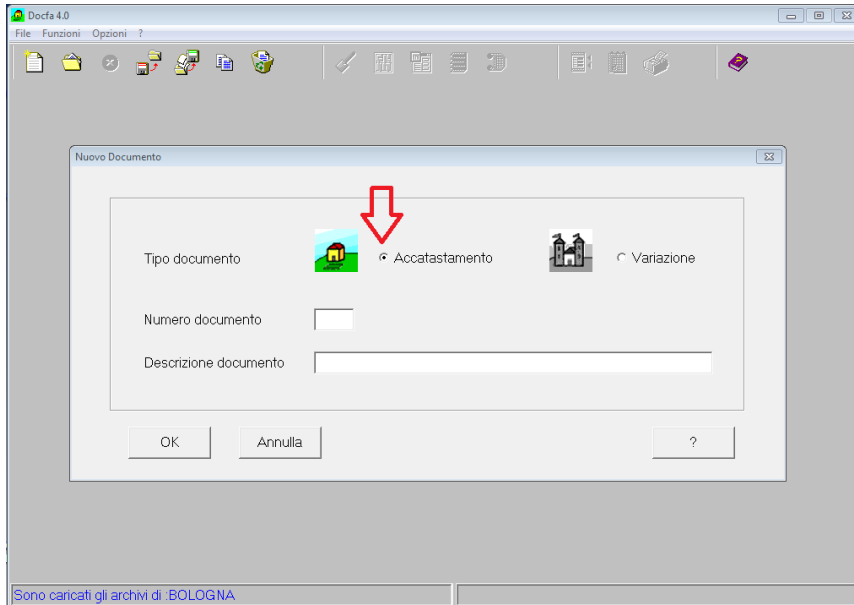 Docfa 4.0
File Funzioni Opzioni ?
Nuovo Documento
Tipo documento Accatastamento Variazione
Numero documento
Descrizione documento
OK Annulla ?
Sono caricati gli archivi di :BOLOGNA